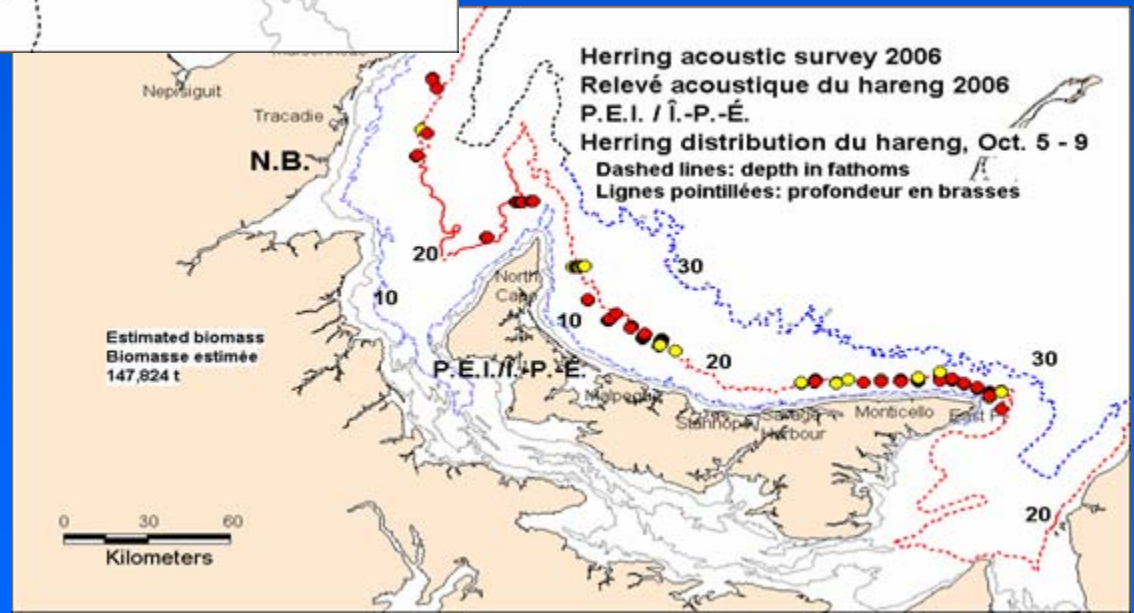 Herring acoustic survey 2006
Relevé acoustique du hareng 2006
P.E.I. / Î.-P.-É.
Herring distribution du hareng, Oct. 5 - 9
Dashed lines: depth in fathoms
Lignes pointillées: profondeur en brasses
Nepisiguit
Tracadie
N.B.
20
30
10
North
Cape
10
Estimated biomass
Biomasse estimée
147,824 t
20
30
P.E.I./Î.-P.-É.
Malpeque
Stanhope
Savage
Harbour
Monticello
East
20
0 30 60
Kilometers